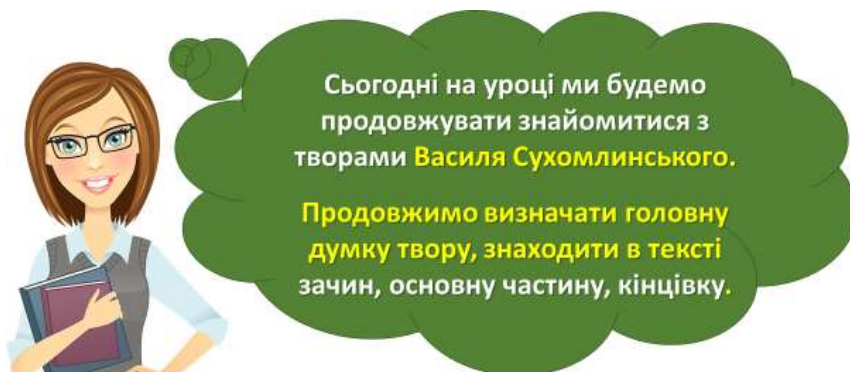 Сьогодні на уроці ми будемо
продовжувати знайомитися з
творами Василя Сухомлинського.
Продовжимо визначати головну
думку твору, знаходити в тексті
зачин, основну частину, кінцівку.